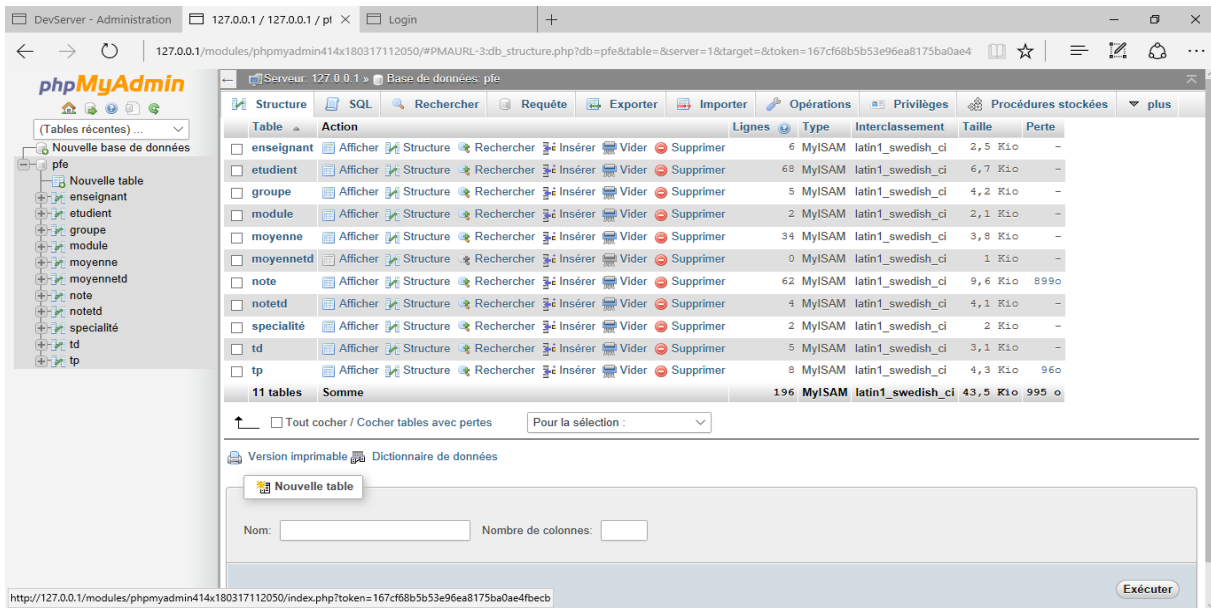 DevServer - Administration
127.0.0.1 / 127.0.0.1 / pf
Login
127.0.0.1/modules/phpmyadmin414x180317112050/#PMAURL-3:db_structure.php?db=pfe&table=&server=1&target=&token=167cf68b5b53e96ea8175ba0ae4
phpMyAdmin
(Tables récentes) ...
Nouvelle base de données
pfe
Nouvelle table
enseignant
etudient
groupe
module
moyenne
moyennetd
note
notetd
specialité
td
tp
Serveur: 127.0.0.1 » Base de données: pfe
Structure SQL Rechercher Requête Exporter Importer Opérations Privilèges Procédures stockées plus
Table Action Lignes Type Interclassement Taille Perte
enseignant Afficher Structure Rechercher Insérer Vider Supprimer 6 MyISAM latin1_swedish_ci 2,5 Kio -
etudient Afficher Structure Rechercher Insérer Vider Supprimer 68 MyISAM latin1_swedish_ci 6,7 Kio -
groupe Afficher Structure Rechercher Insérer Vider Supprimer 5 MyISAM latin1_swedish_ci 4,2 Kio -
module Afficher Structure Rechercher Insérer Vider Supprimer 2 MyISAM latin1_swedish_ci 2,1 Kio -
moyenne Afficher Structure Rechercher Insérer Vider Supprimer 34 MyISAM latin1_swedish_ci 3,8 Kio -
moyennetd Afficher Structure Rechercher Insérer Vider Supprimer 0 MyISAM latin1_swedish_ci 1 Kio -
note Afficher Structure Rechercher Insérer Vider Supprimer 62 MyISAM latin1_swedish_ci 9,6 Kio 899o
notetd Afficher Structure Rechercher Insérer Vider Supprimer 4 MyISAM latin1_swedish_ci 4,1 Kio -
specialité Afficher Structure Rechercher Insérer Vider Supprimer 2 MyISAM latin1_swedish_ci 2 Kio -
td Afficher Structure Rechercher Insérer Vider Supprimer 5 MyISAM latin1_swedish_ci 3,1 Kio -
tp Afficher Structure Rechercher Insérer Vider Supprimer 8 MyISAM latin1_swedish_ci 4,3 Kio 96o
11 tables Somme 196 MyISAM latin1_swedish_ci 43,5 Kio 995 o
Tout cocher / Cocher tables avec pertes Pour la sélection :
Version imprimable Dictionnaire de données
Nouvelle table
Nom: Nombre de colonnes:
Exécuter
http://127.0.0.1/modules/phpmyadmin414x180317112050/index.php?token=167cf68b5b53e96ea8175ba0ae4fbecb